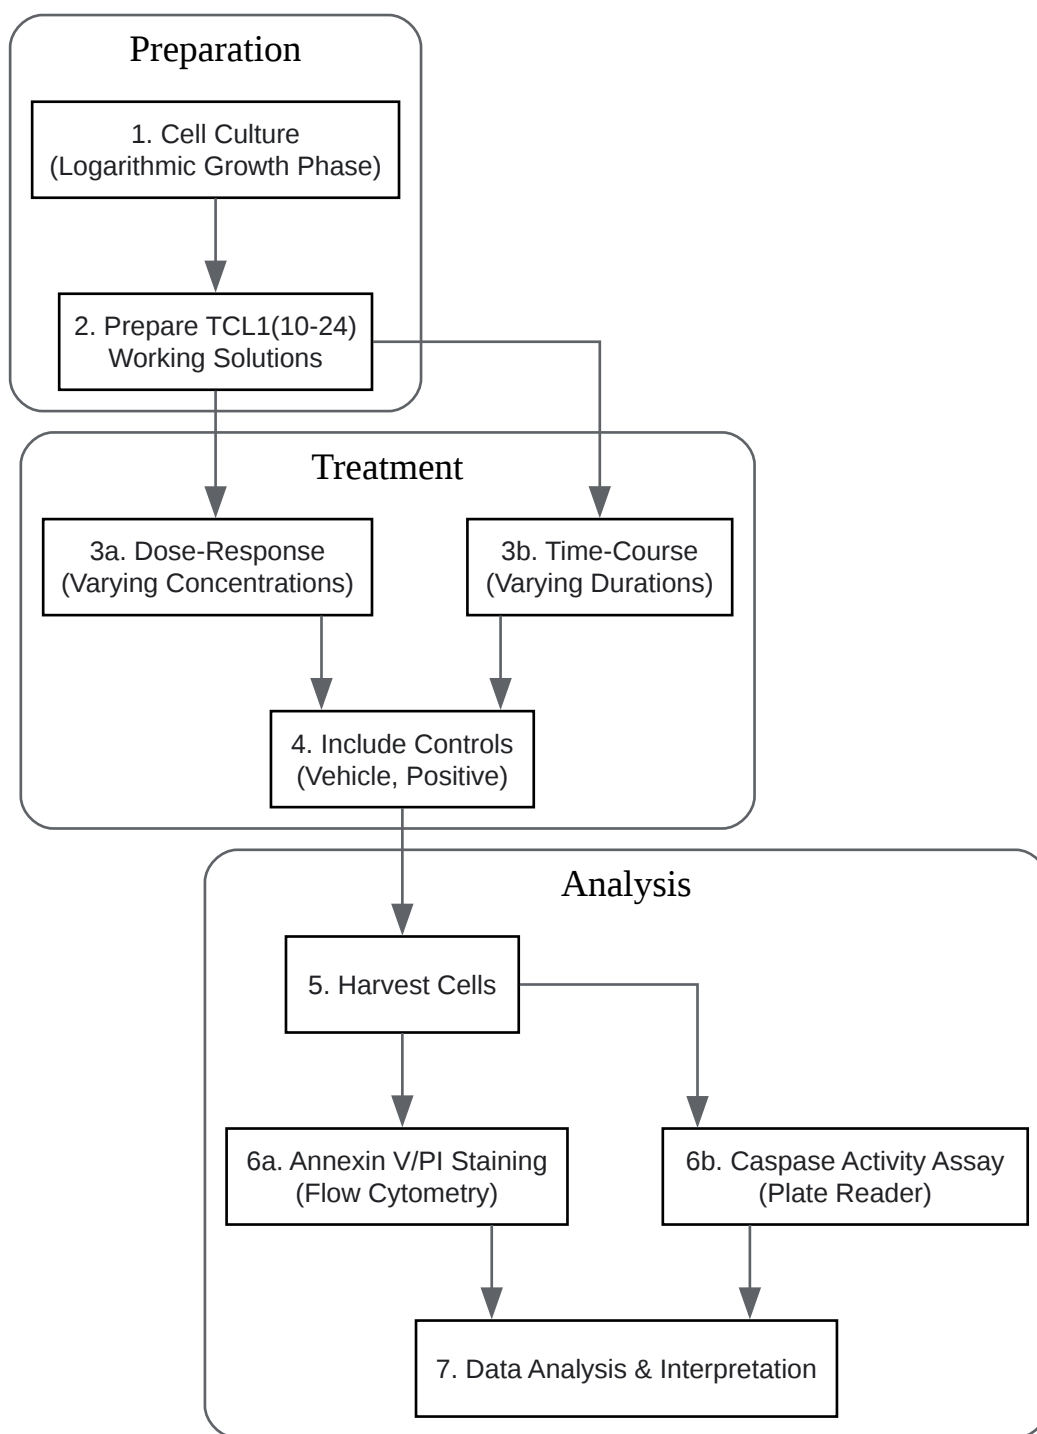 Preparation
1. Cell Culture
(Logarithmic Growth Phase)
2. Prepare TCL1(10-24)
Working Solutions
Treatment
3a. Dose-Response
(Varying Concentrations)
3b. Time-Course
(Varying Durations)
4. Include Controls
(Vehicle, Positive)
Analysis
5. Harvest Cells
6a. Annexin V/PI Staining
(Flow Cytometry)
6b. Caspase Activity Assay
(Plate Reader)
7. Data Analysis & Interpretation